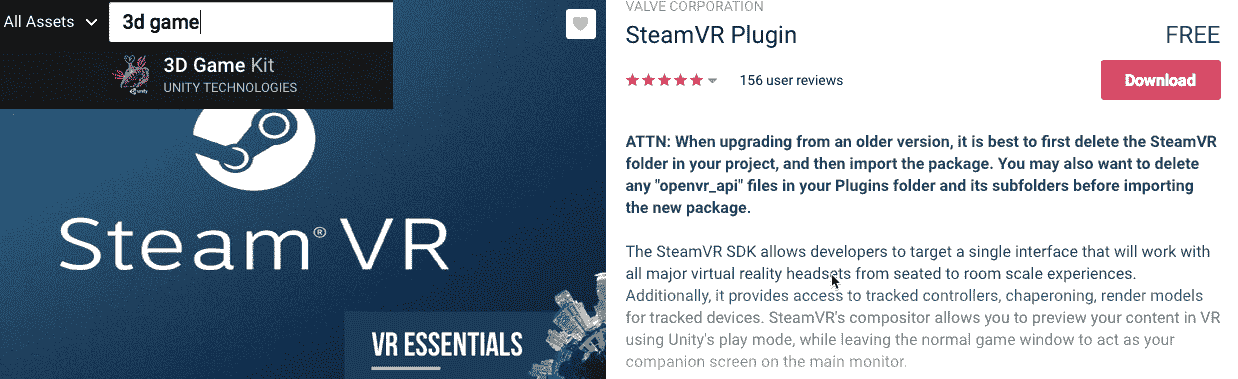 All Assets
3d game
3D Game Kit
UNITY TECHNOLOGIES
STEAM®VR
VR ESSENTIALS
VALVE CORPORATION
SteamVR Plugin
FREE
156 user reviews
Download
ATTN: When upgrading from an older version, it is best to first delete the SteamVR
folder in your project, and then import the package. You may also want to delete
any "openvr_api" files in your Plugins folder and its subfolders before importing
the new package.
The SteamVR SDK allows developers to target a single interface that will work with
all major virtual reality headsets from seated to room scale experiences.
Additionally, it provides access to tracked controllers, chaperoning, render models
for tracked devices. SteamVR's compositor allows you to preview your content in VR
using Unity's play mode, while leaving the normal game window to act as your
companion screen on the main monitor.